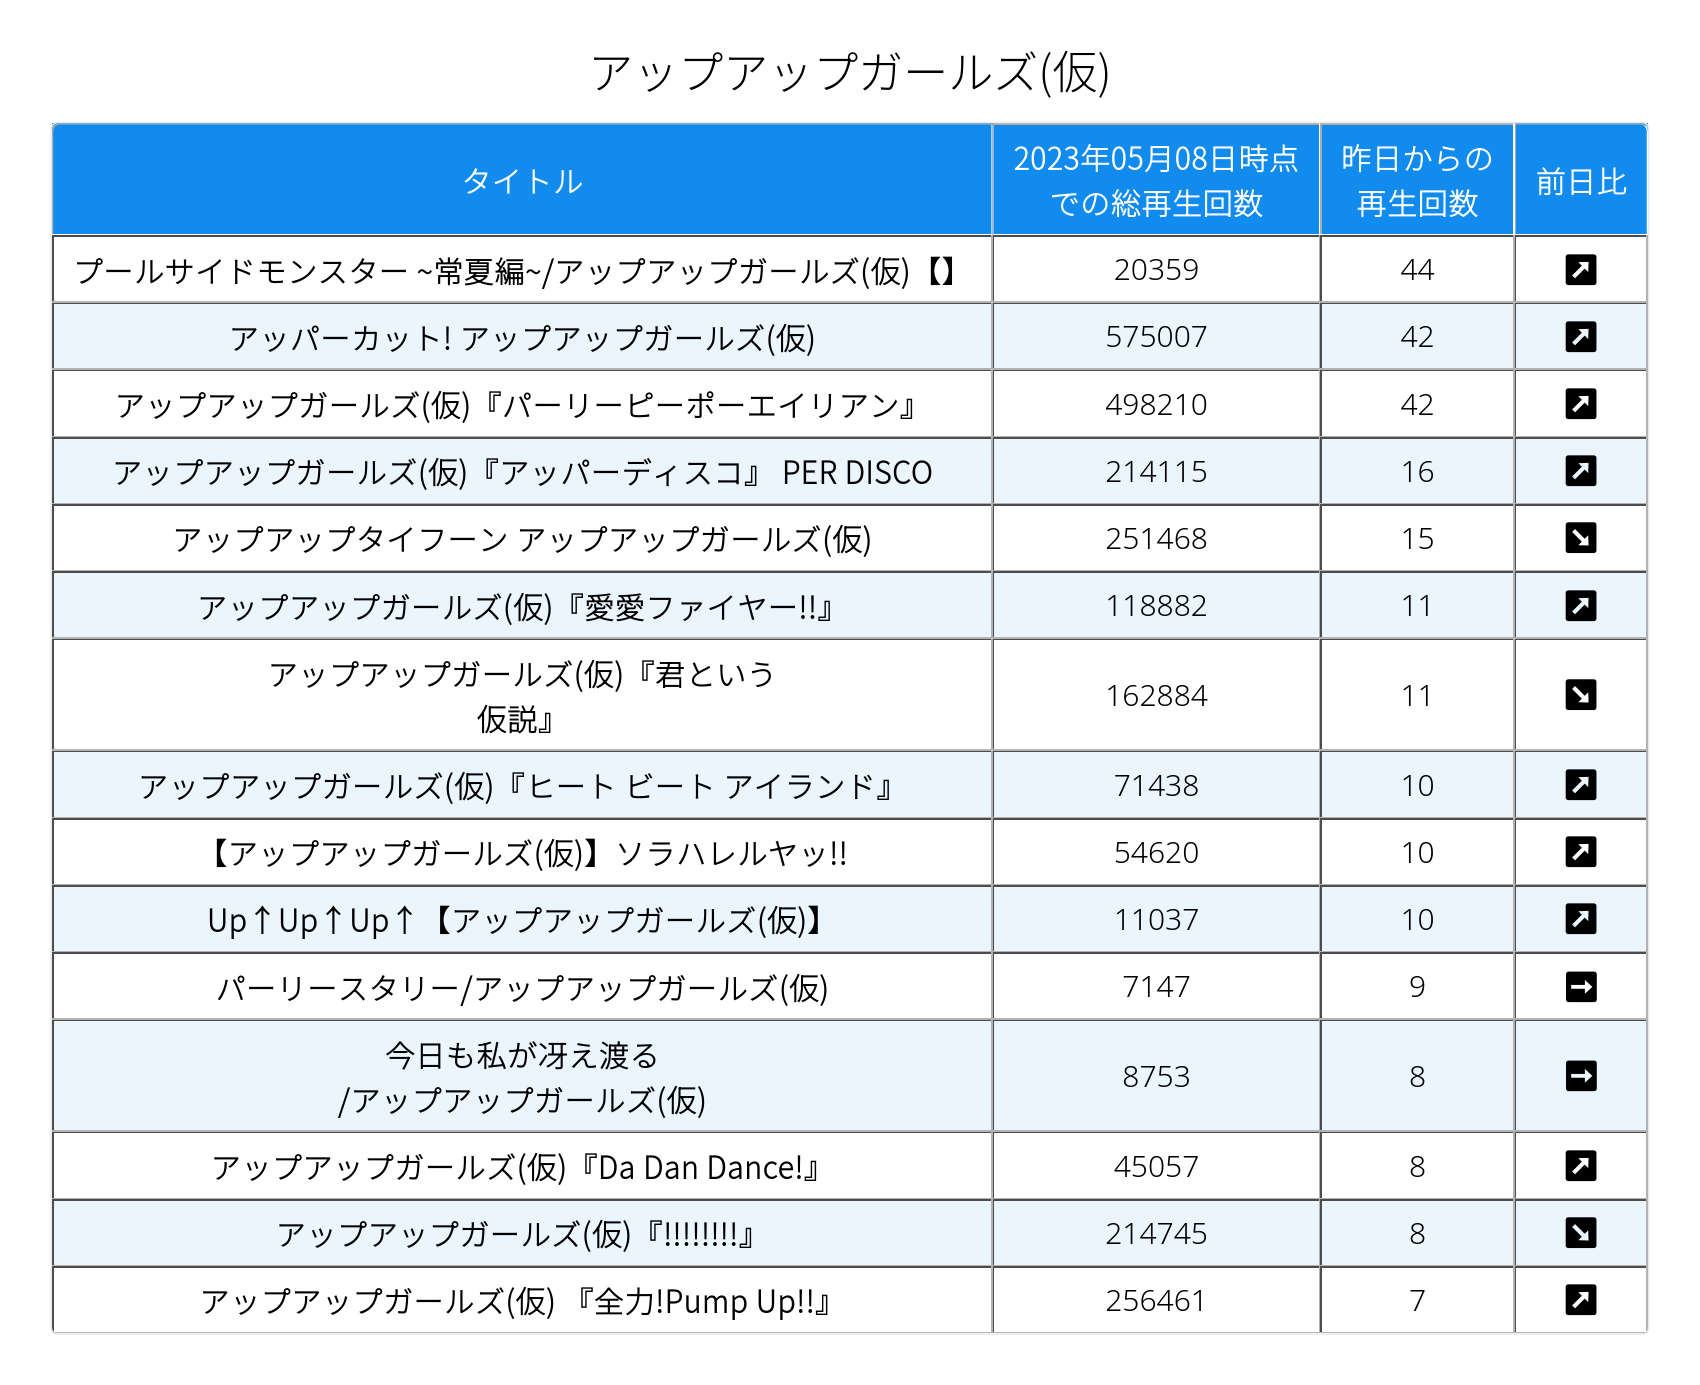 アップアップガールズ(仮)
タイトル 2023年05月08日時点での総再生回数 昨日からの再生回数 前日比
プールサイドモンスター ~常夏編~/アップアップガールズ(仮)【】 20359 44 ↗
アッパーカット! アップアップガールズ(仮) 575007 42 ↗
アップアップガールズ(仮)『パーリーピーポーエイリアン』 498210 42 ↗
アップアップガールズ(仮)『アッパーディスコ』 PER DISCO 214115 16 ↗
アップアップタイフーン アップアップガールズ(仮) 251468 15 ↘
アップアップガールズ(仮)『愛愛ファイヤー!!』 118882 11 ↗
アップアップガールズ(仮)『君という
仮説』 162884 11 ↘
アップアップガールズ(仮)『ヒート ビート アイランド』 71438 10 ↗
【アップアップガールズ(仮)】ソラハレルヤッ!! 54620 10 ↗
Up↑Up↑Up↑【アップアップガールズ(仮)】 11037 10 ↗
パーリースタリー/アップアップガールズ(仮) 7147 9 →
今日も私が冴え渡る
/アップアップガールズ(仮) 8753 8 →
アップアップガールズ(仮)『Da Dan Dance!』 45057 8 ↗
アップアップガールズ(仮)『!!!!!!!!』 214745 8 ↘
アップアップガールズ(仮) 『全力!Pump Up!!』 256461 7 ↗